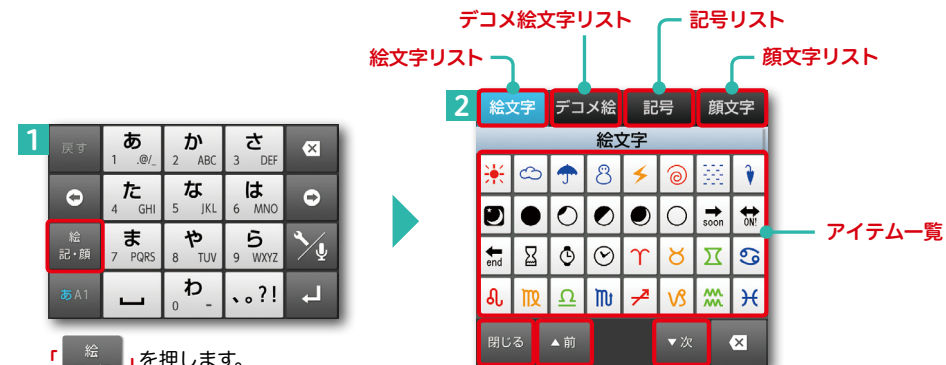 デコメ絵文字リスト
記号リスト
絵文字リスト
顔文字リスト
1
戻す
あ
1 .@/_
か
2 ABC
さ
3 DEF
た
4 GHI
な
5 JKL
は
6 MNO
絵
記・顔
ま
7 PQRS
や
8 TUV
ら
9 WXYZ
あA1
わ
0 -
、。?!
「 絵 」を押します。
2
絵文字
デコメ絵
記号
顔文字
絵文字
soon
ON!
end
アイテム一覧
閉じる
▲前
▼次